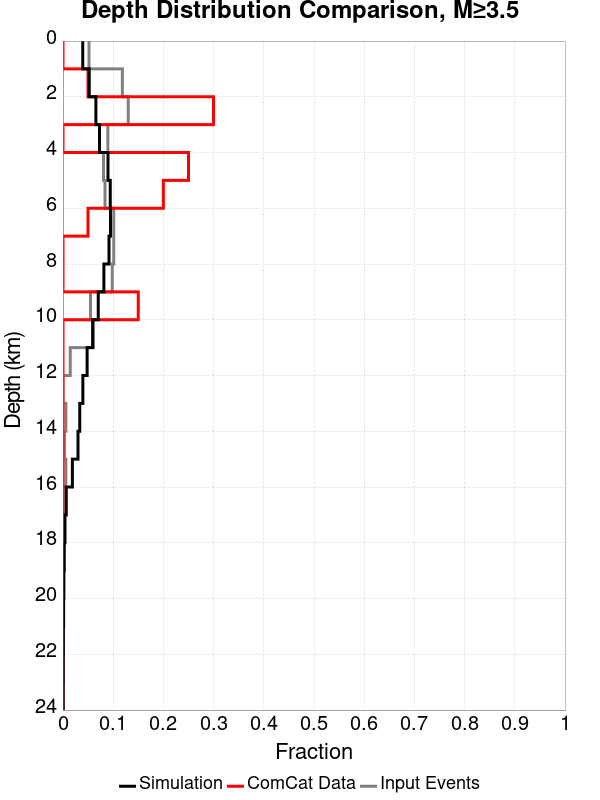 Depth Distribution Comparison, M≥3.5
0
2
4
6
8
10
12
14
16
18
20
22
24
Depth (km)
0 0.1 0.2 0.3 0.4 0.5 0.6 0.7 0.8 0.9 1
Fraction
Simulation ComCat Data Input Events